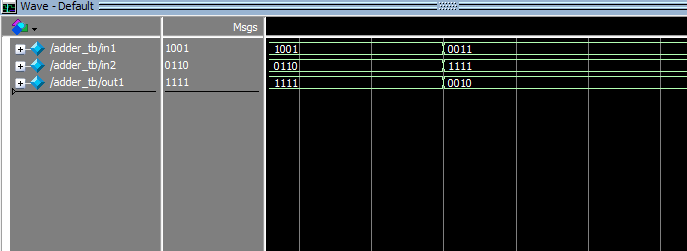 Wave - Default
Msgs
/adder_tb/in1 1001 1001 0011
/adder_tb/in2 0110 0110 1111
/adder_tb/out1 1111 1111 0010